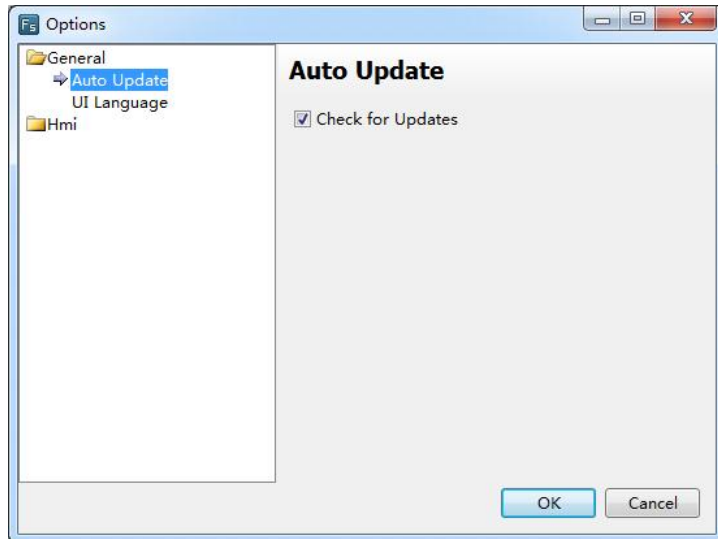 Fs Options
General
Auto Update
UI Language
Hmi
Auto Update
Check for Updates
OK
Cancel